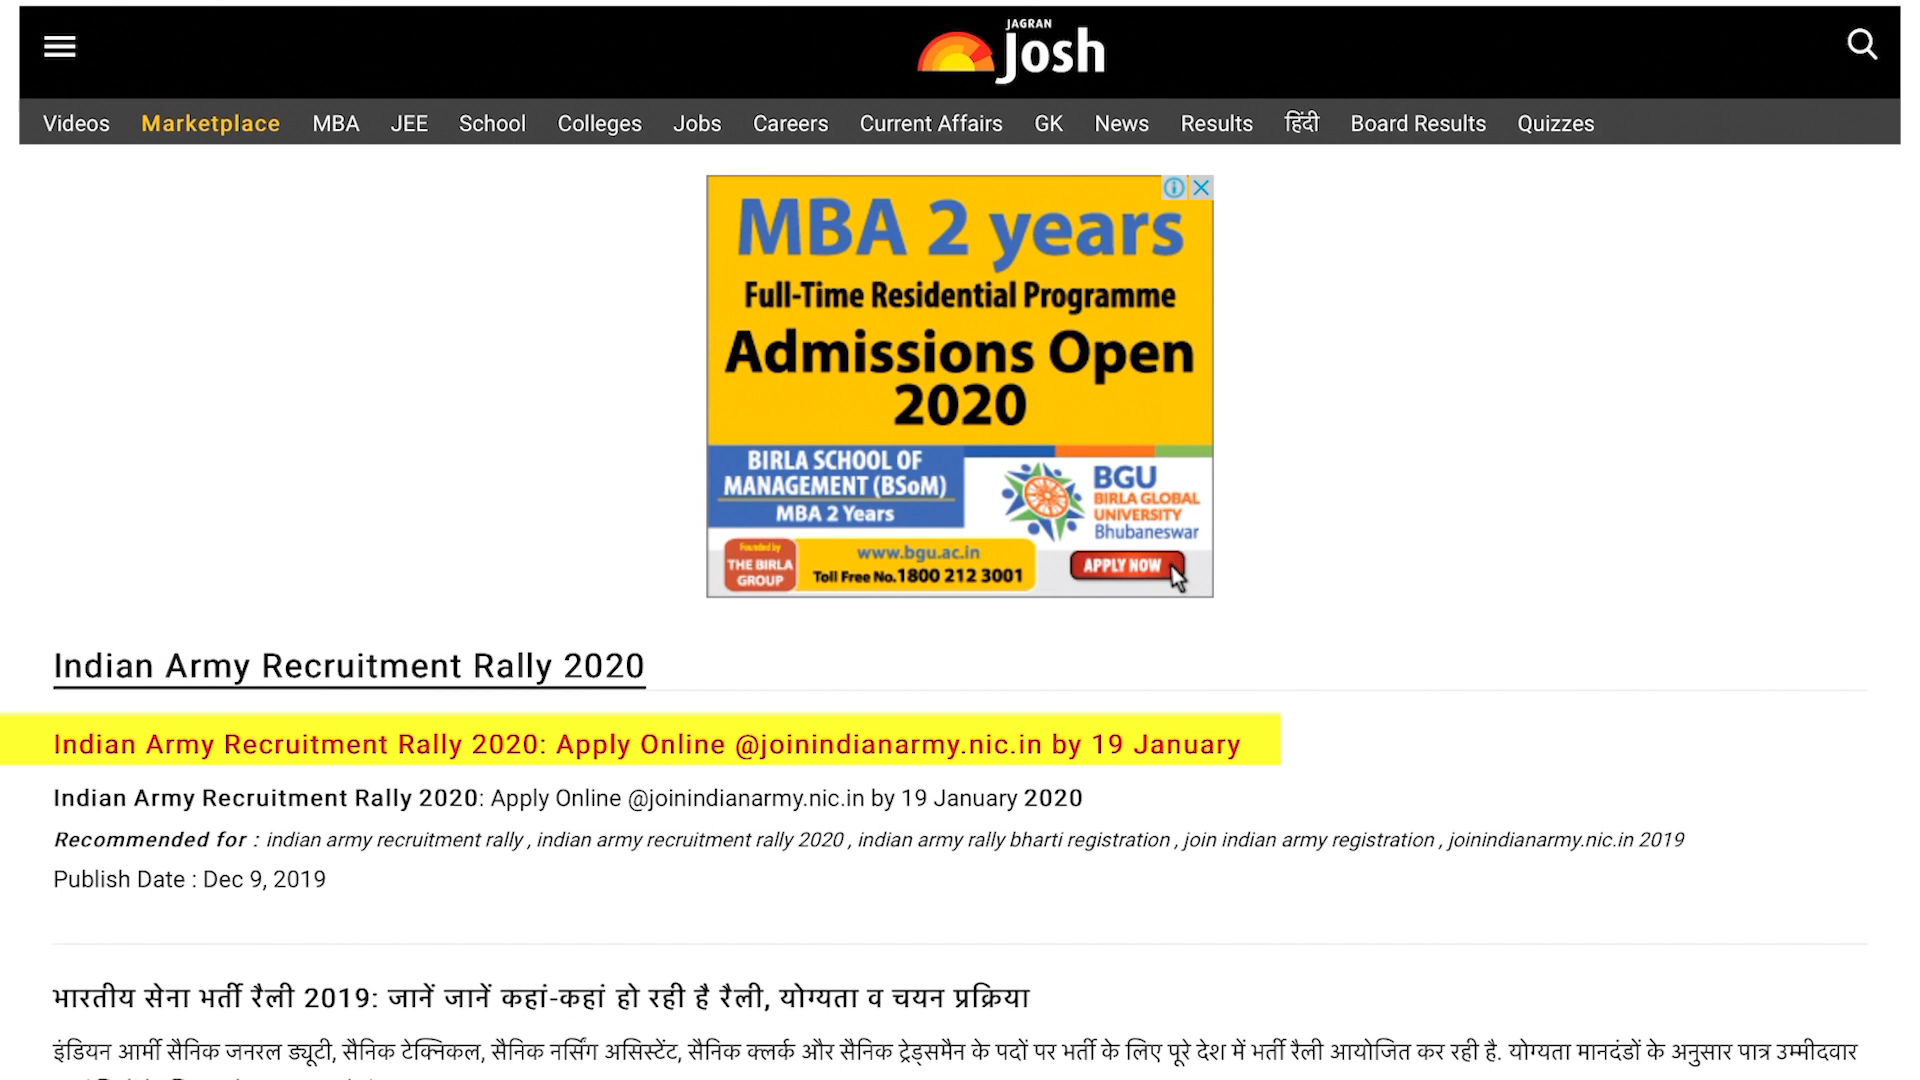 JAGRAN
Josh
Videos Marketplace MBA JEE School Colleges Jobs Careers Current Affairs GK News Results हिंदी Board Results Quizzes
MBA 2 years
Full-Time Residential Programme
Admissions Open
2020
BIRLA SCHOOL OF
MANAGEMENT (BSoM)
MBA 2 Years
BGU
BIRLA GLOBAL
UNIVERSITY
Bhubaneswar
Founded by
THE BIRLA
GROUP
www.bgu.ac.in
Toll Free No.1800 212 3001
APPLY NOW
Indian Army Recruitment Rally 2020
Indian Army Recruitment Rally 2020: Apply Online @joinindianarmy.nic.in by 19 January
Indian Army Recruitment Rally 2020: Apply Online @joinindianarmy.nic.in by 19 January 2020
Recommended for : indian army recruitment rally , indian army recruitment rally 2020 , indian army rally bharti registration , join indian army registration , joinindianarmy.nic.in 2019
Publish Date : Dec 9, 2019
भारतीय सेना भर्ती रैली 2019: जानें जानें कहां-कहां हो रही है रैली, योग्यता व चयन प्रक्रिया
इंडियन आर्मी सैनिक जनरल ड्यूटी, सैनिक टेक्निकल, सैनिक नर्सिंग असिस्टेंट, सैनिक क्लर्क और सैनिक ट्रेड्समैन के पदों पर भर्ती के लिए पूरे देश में भर्ती रैली आयोजित कर रही है. योग्यता मानदंडों के अनुसार पात्र उम्मीदवार